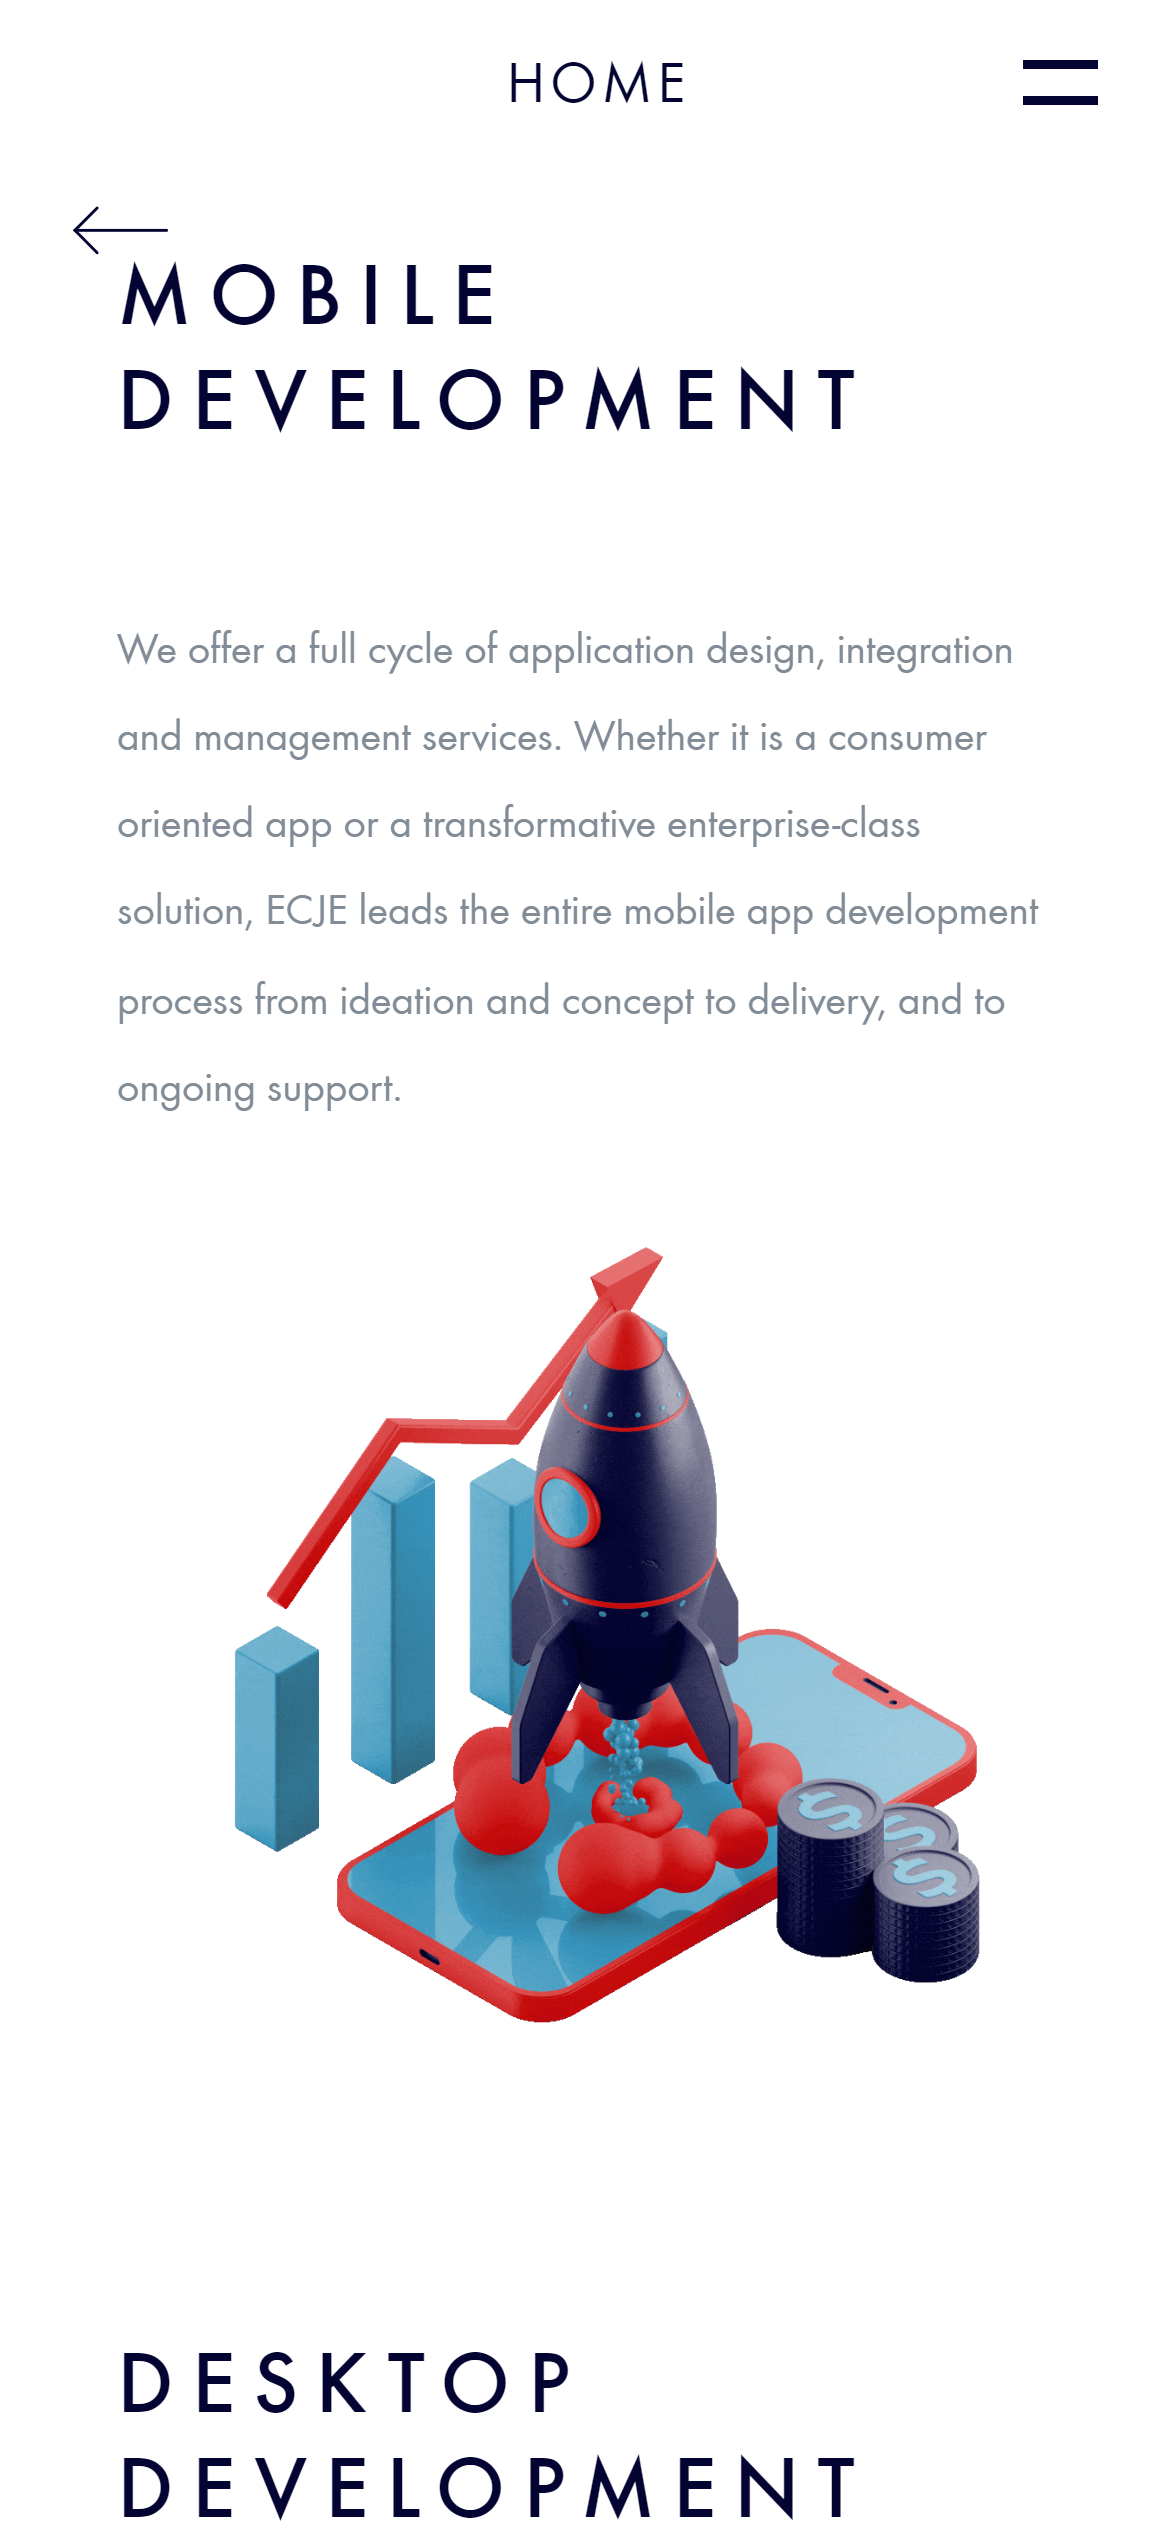 HOME
MOBILE
DEVELOPMENT
We offer a full cycle of application design, integration
and management services. Whether it is a consumer
oriented app or a transformative enterprise-class
solution, ECJE leads the entire mobile app development
process from ideation and concept to delivery, and to
ongoing support.
$
$
$
DESKTOP
DEVELOPMENT